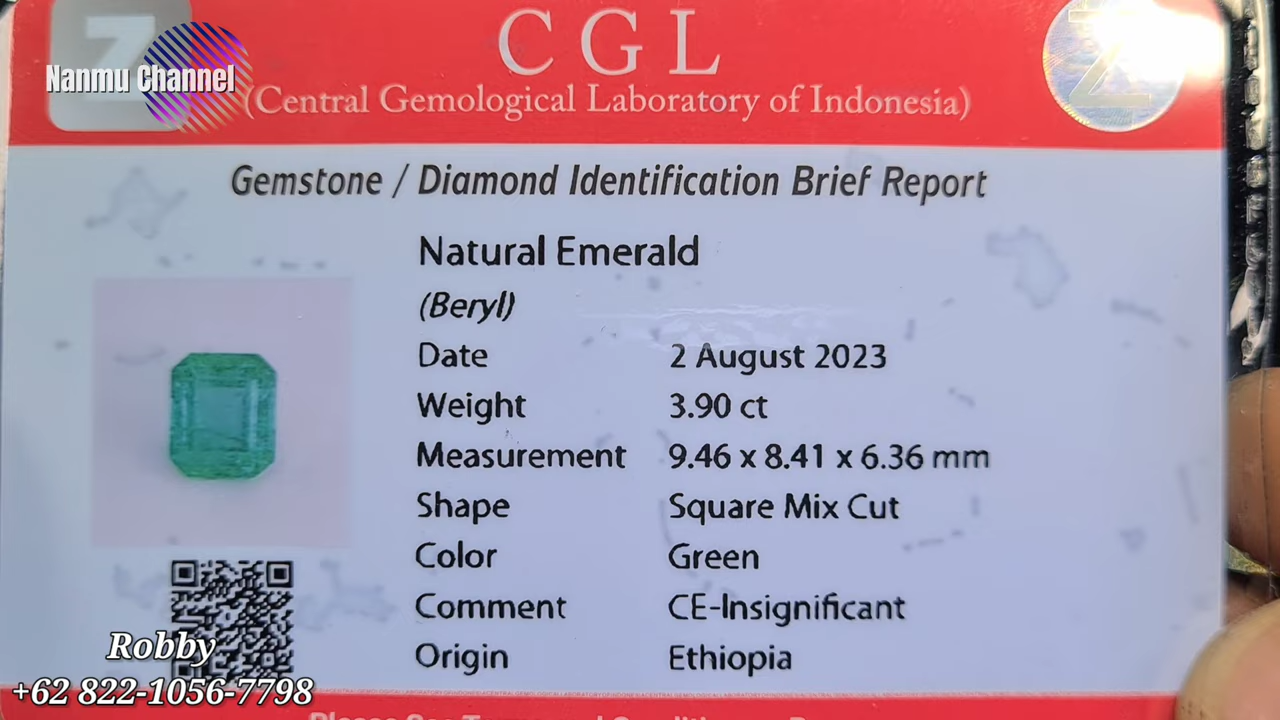 Nanmu Channel
Z
C G L
(Central Gemological Laboratory of Indonesia)
Z
Gemstone / Diamond Identification Brief Report
Natural Emerald
(Beryl)
Date 2 August 2023
Weight 3.90 ct
Measurement 9.46 x 8.41 x 6.36 mm
Shape Square Mix Cut
Color Green
Comment CE-Insignificant
Origin Ethiopia
Robby
+62 822-1056-7798